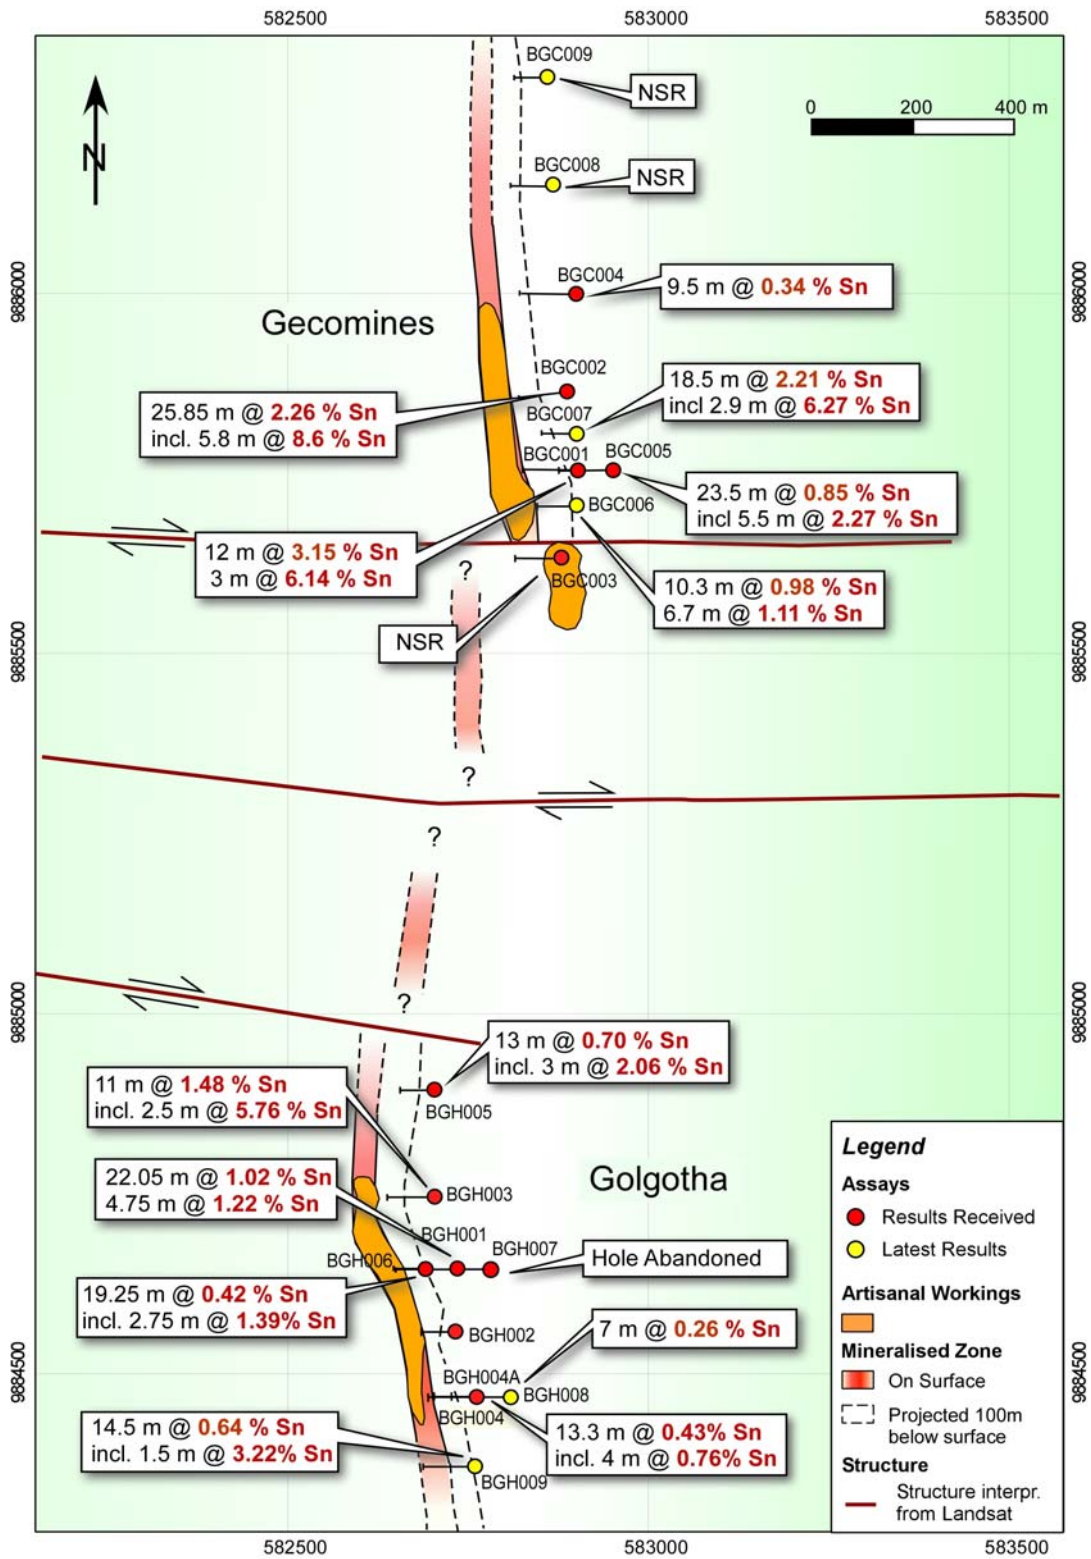 582500
583000
583500
BGC009
NSR
0 200 400 m
N
BGC008
NSR
BGC004
9.5 m @ 0.34 % Sn
9886000
9886000
Gecomines
BGC002
18.5 m @ 2.21 % Sn
incl 2.9 m @ 6.27 % Sn
25.85 m @ 2.26 % Sn
incl. 5.8 m @ 8.6 % Sn
BGC007
BGC001
BGC005
23.5 m @ 0.85 % Sn
incl 5.5 m @ 2.27 % Sn
BGC006
12 m @ 3.15 % Sn
3 m @ 6.14 % Sn
?
BGC003
10.3 m @ 0.98 % Sn
6.7 m @ 1.11 % Sn
NSR
9885500
9885500
?
?
?
9885000
9885000
13 m @ 0.70 % Sn
incl. 3 m @ 2.06 % Sn
11 m @ 1.48 % Sn
incl. 2.5 m @ 5.76 % Sn
BGH005
22.05 m @ 1.02 % Sn
4.75 m @ 1.22 % Sn
BGH003
Golgotha
BGH001
BGH007
BGH006
Hole Abandoned
19.25 m @ 0.42 % Sn
incl. 2.75 m @ 1.39% Sn
BGH002
7 m @ 0.26 % Sn
9884500
9884500
BGH004A
BGH008
BGH004
14.5 m @ 0.64 % Sn
incl. 1.5 m @ 3.22% Sn
13.3 m @ 0.43% Sn
incl. 4 m @ 0.76% Sn
BGH009
Legend
Assays
Results Received
Latest Results
Artisanal Workings
Mineralised Zone
On Surface
Projected 100m
below surface
Structure
Structure interpr.
from Landsat
582500
583000
583500